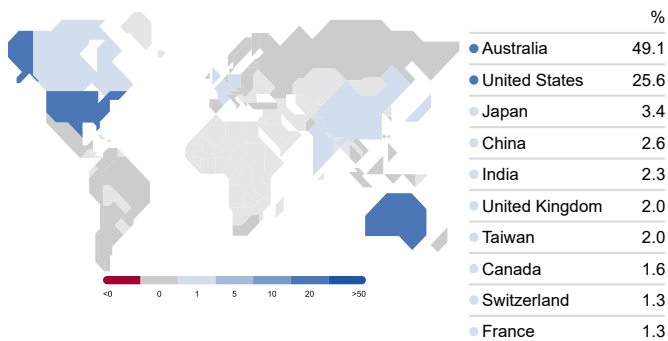 %
Australia 49.1
United States 25.6
Japan 3.4
China 2.6
India 2.3
United Kingdom 2.0
Taiwan 2.0
Canada 1.6
Switzerland 1.3
France 1.3
<0 0 1 5 10 20 >50